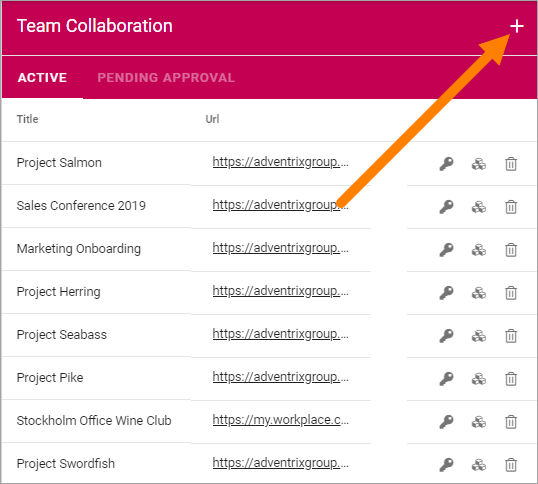 Team Collaboration
ACTIVE PENDING APPROVAL
Title Url
Project Salmon https://adventrixgroup....
Sales Conference 2019 https://adventrixgroup....
Marketing Onboarding https://adventrixgroup....
Project Herring https://adventrixgroup....
Project Seabass https://adventrixgroup....
Project Pike https://adventrixgroup....
Stockholm Office Wine Club https://my.workplace.c...
Project Swordfish https://adventrixgroup....